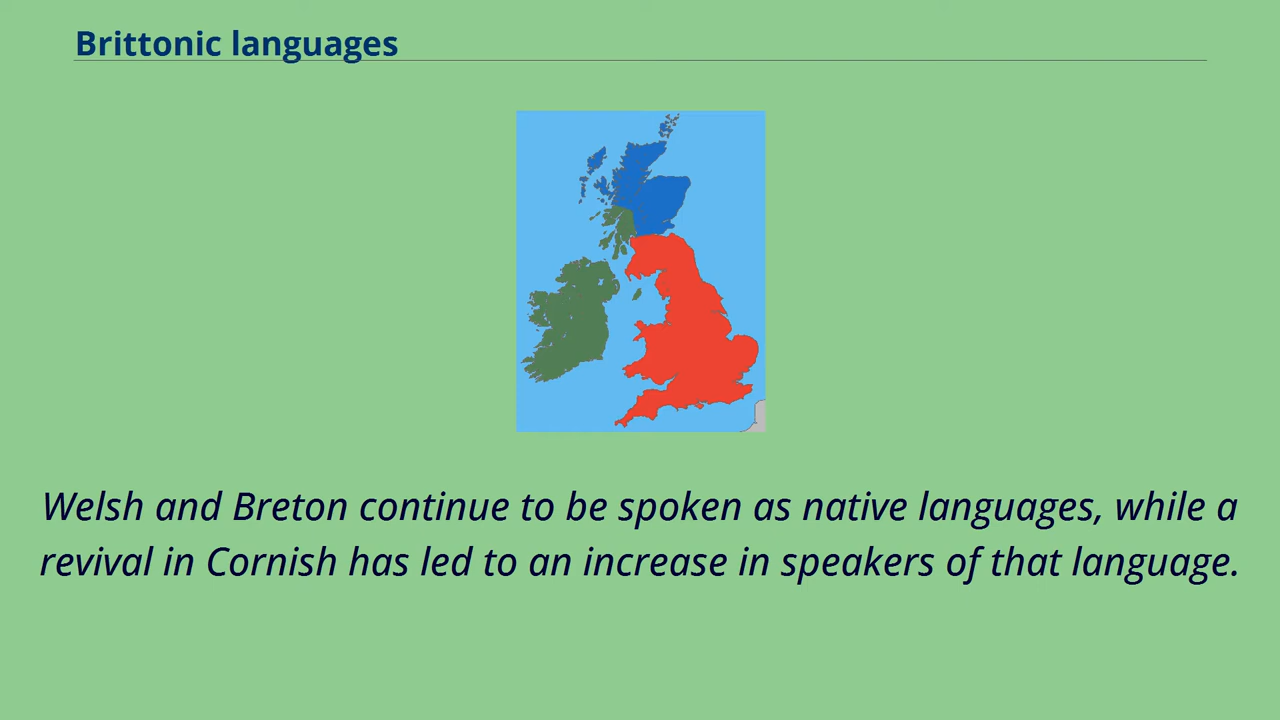 Brittonic languages
Welsh and Breton continue to be spoken as native languages, while a
revival in Cornish has led to an increase in speakers of that language.